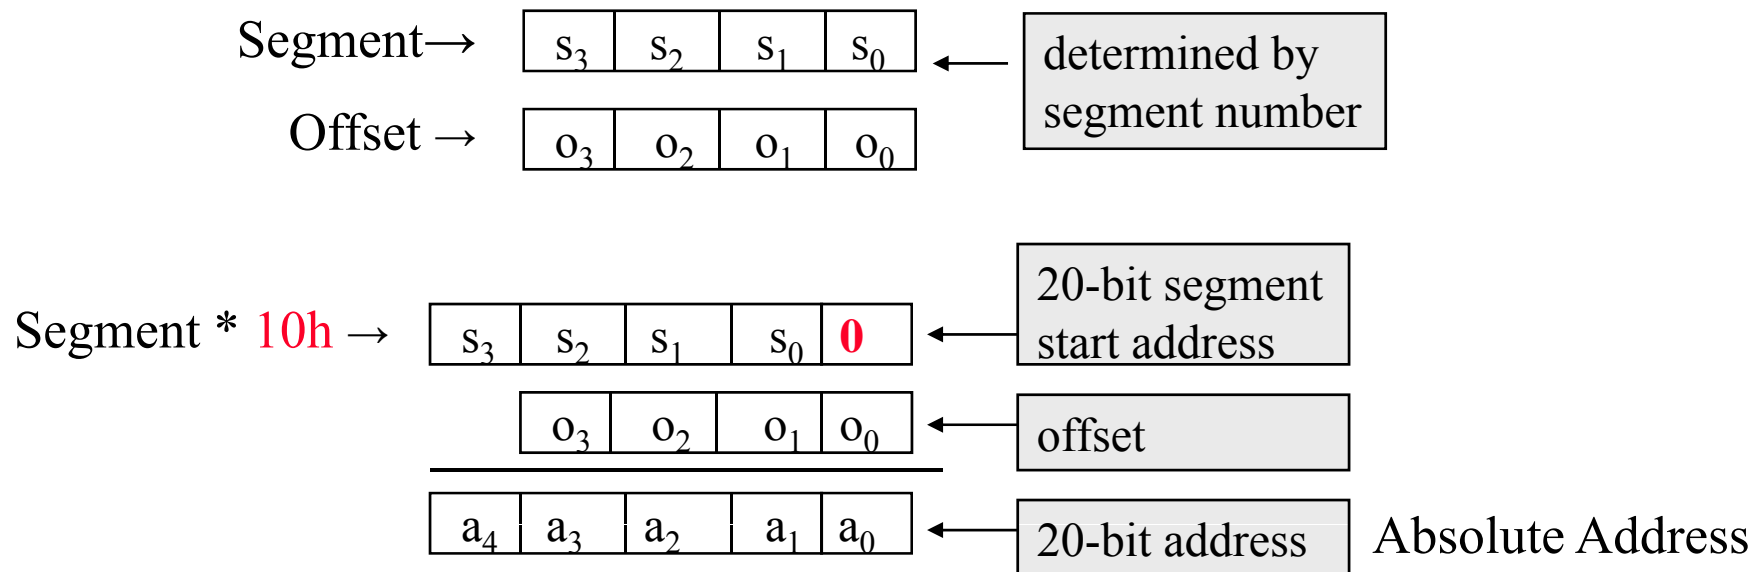 Segment→ s₃ s₂ s₁ s₀
determined by
segment number
Offset → o₃ o₂ o₁ o₀
Segment * 10h → s₃ s₂ s₁ s₀ 0
20-bit segment
start address
o₃ o₂ o₁ o₀
offset
a₄ a₃ a₂ a₁ a₀
20-bit address
Absolute Address